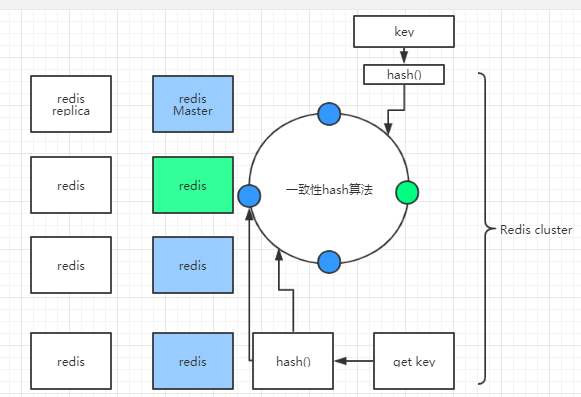 key
hash()
redis
replica
redis
Master
redis
redis
一致性hash算法
Redis cluster
redis
redis
redis
redis
hash()
get key